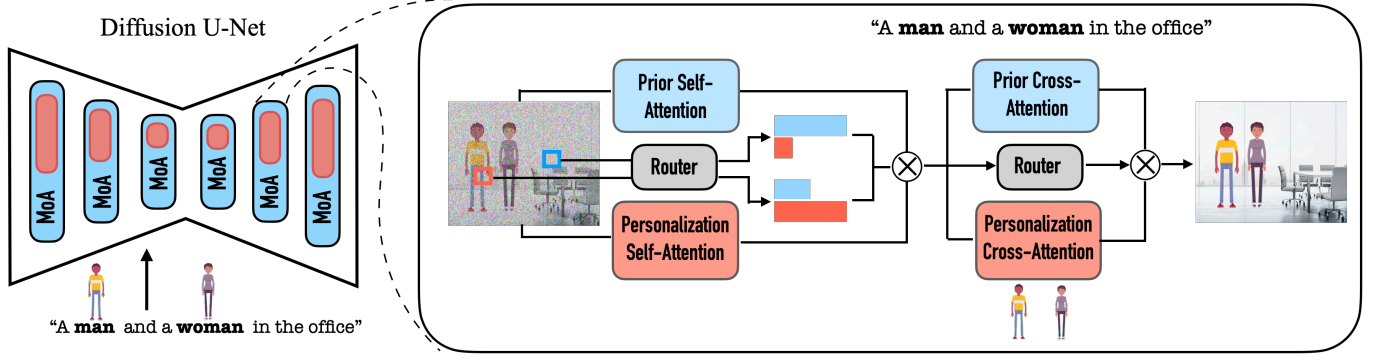 Diffusion U-Net
MoA
MoA
MoA
MoA
MoA
MoA
“A man and a woman in the office”
“A man and a woman in the office”
Prior Self-
Attention
Router
Personalization
Self-Attention
Prior Cross-
Attention
Router
Personalization
Cross-Attention